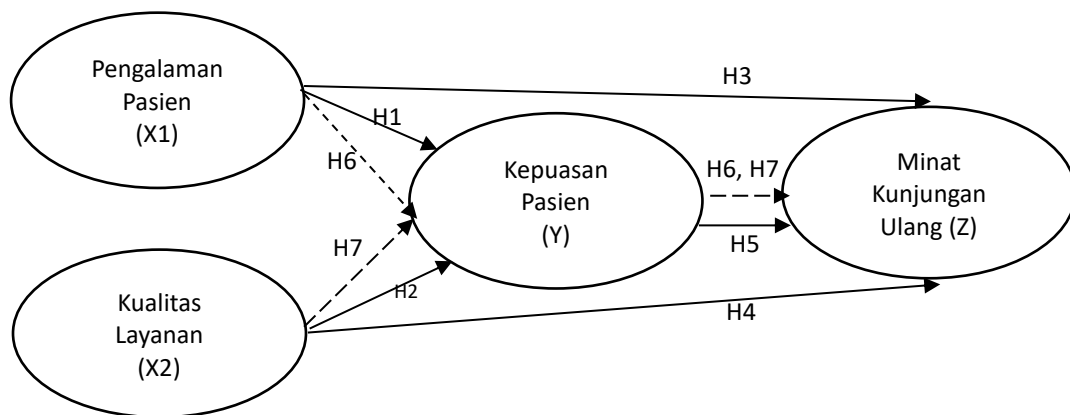 Pengalaman
Pasien
(X1)
H3
H1
H6
Kepuasan
Pasien
(Y)
H6, H7
H5
Minat
Kunjungan
Ulang (Z)
H7
H2
H4
Kualitas
Layanan
(X2)